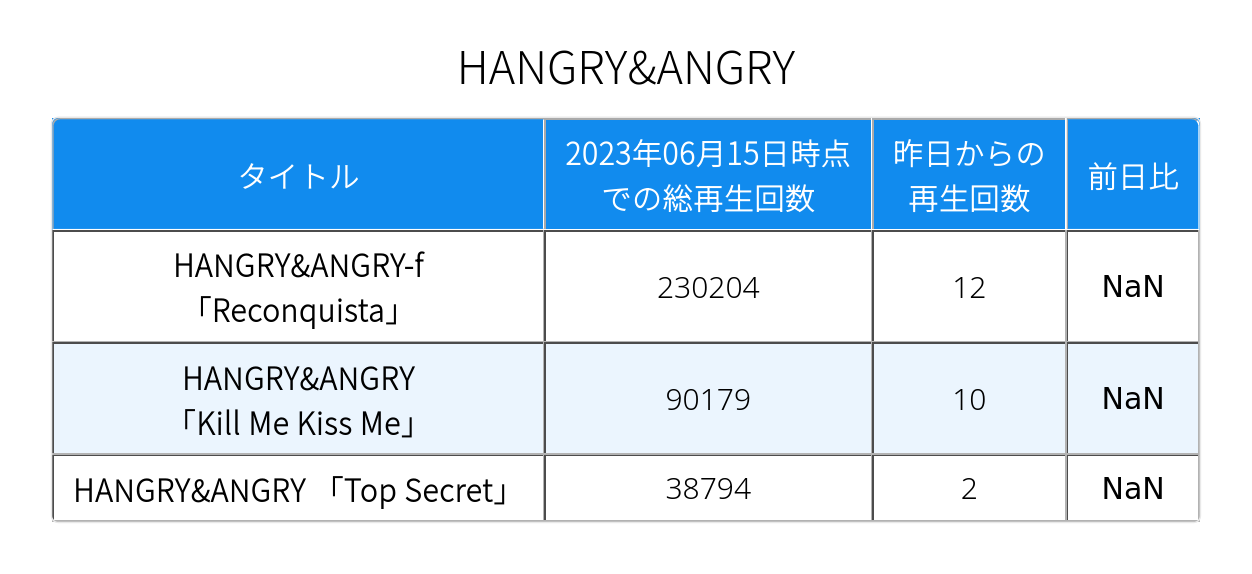 HANGRY&ANGRY
タイトル
2023年06月15日時点
での総再生回数
昨日からの
再生回数
前日比
HANGRY&ANGRY-f
「Reconquista」
230204
12
NaN
HANGRY&ANGRY
「Kill Me Kiss Me」
90179
10
NaN
HANGRY&ANGRY 「Top Secret」
38794
2
NaN